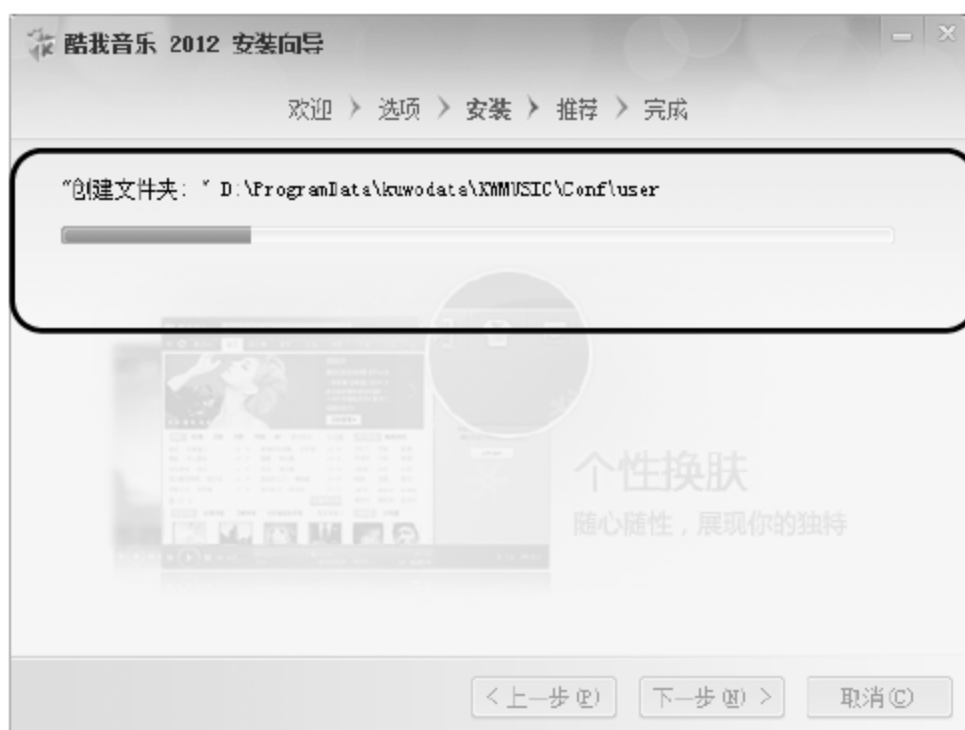 酷我音乐 2012 安装向导
欢迎 > 选项 > 安装 > 推荐 > 完成
“创建文件夹: ” D:\ProgramData\kuwodata\KWMUSIC\Conf\user
个性换肤
随心随性，展现你的独特
< 上一步(P)
下一步(N) >
取消(C)